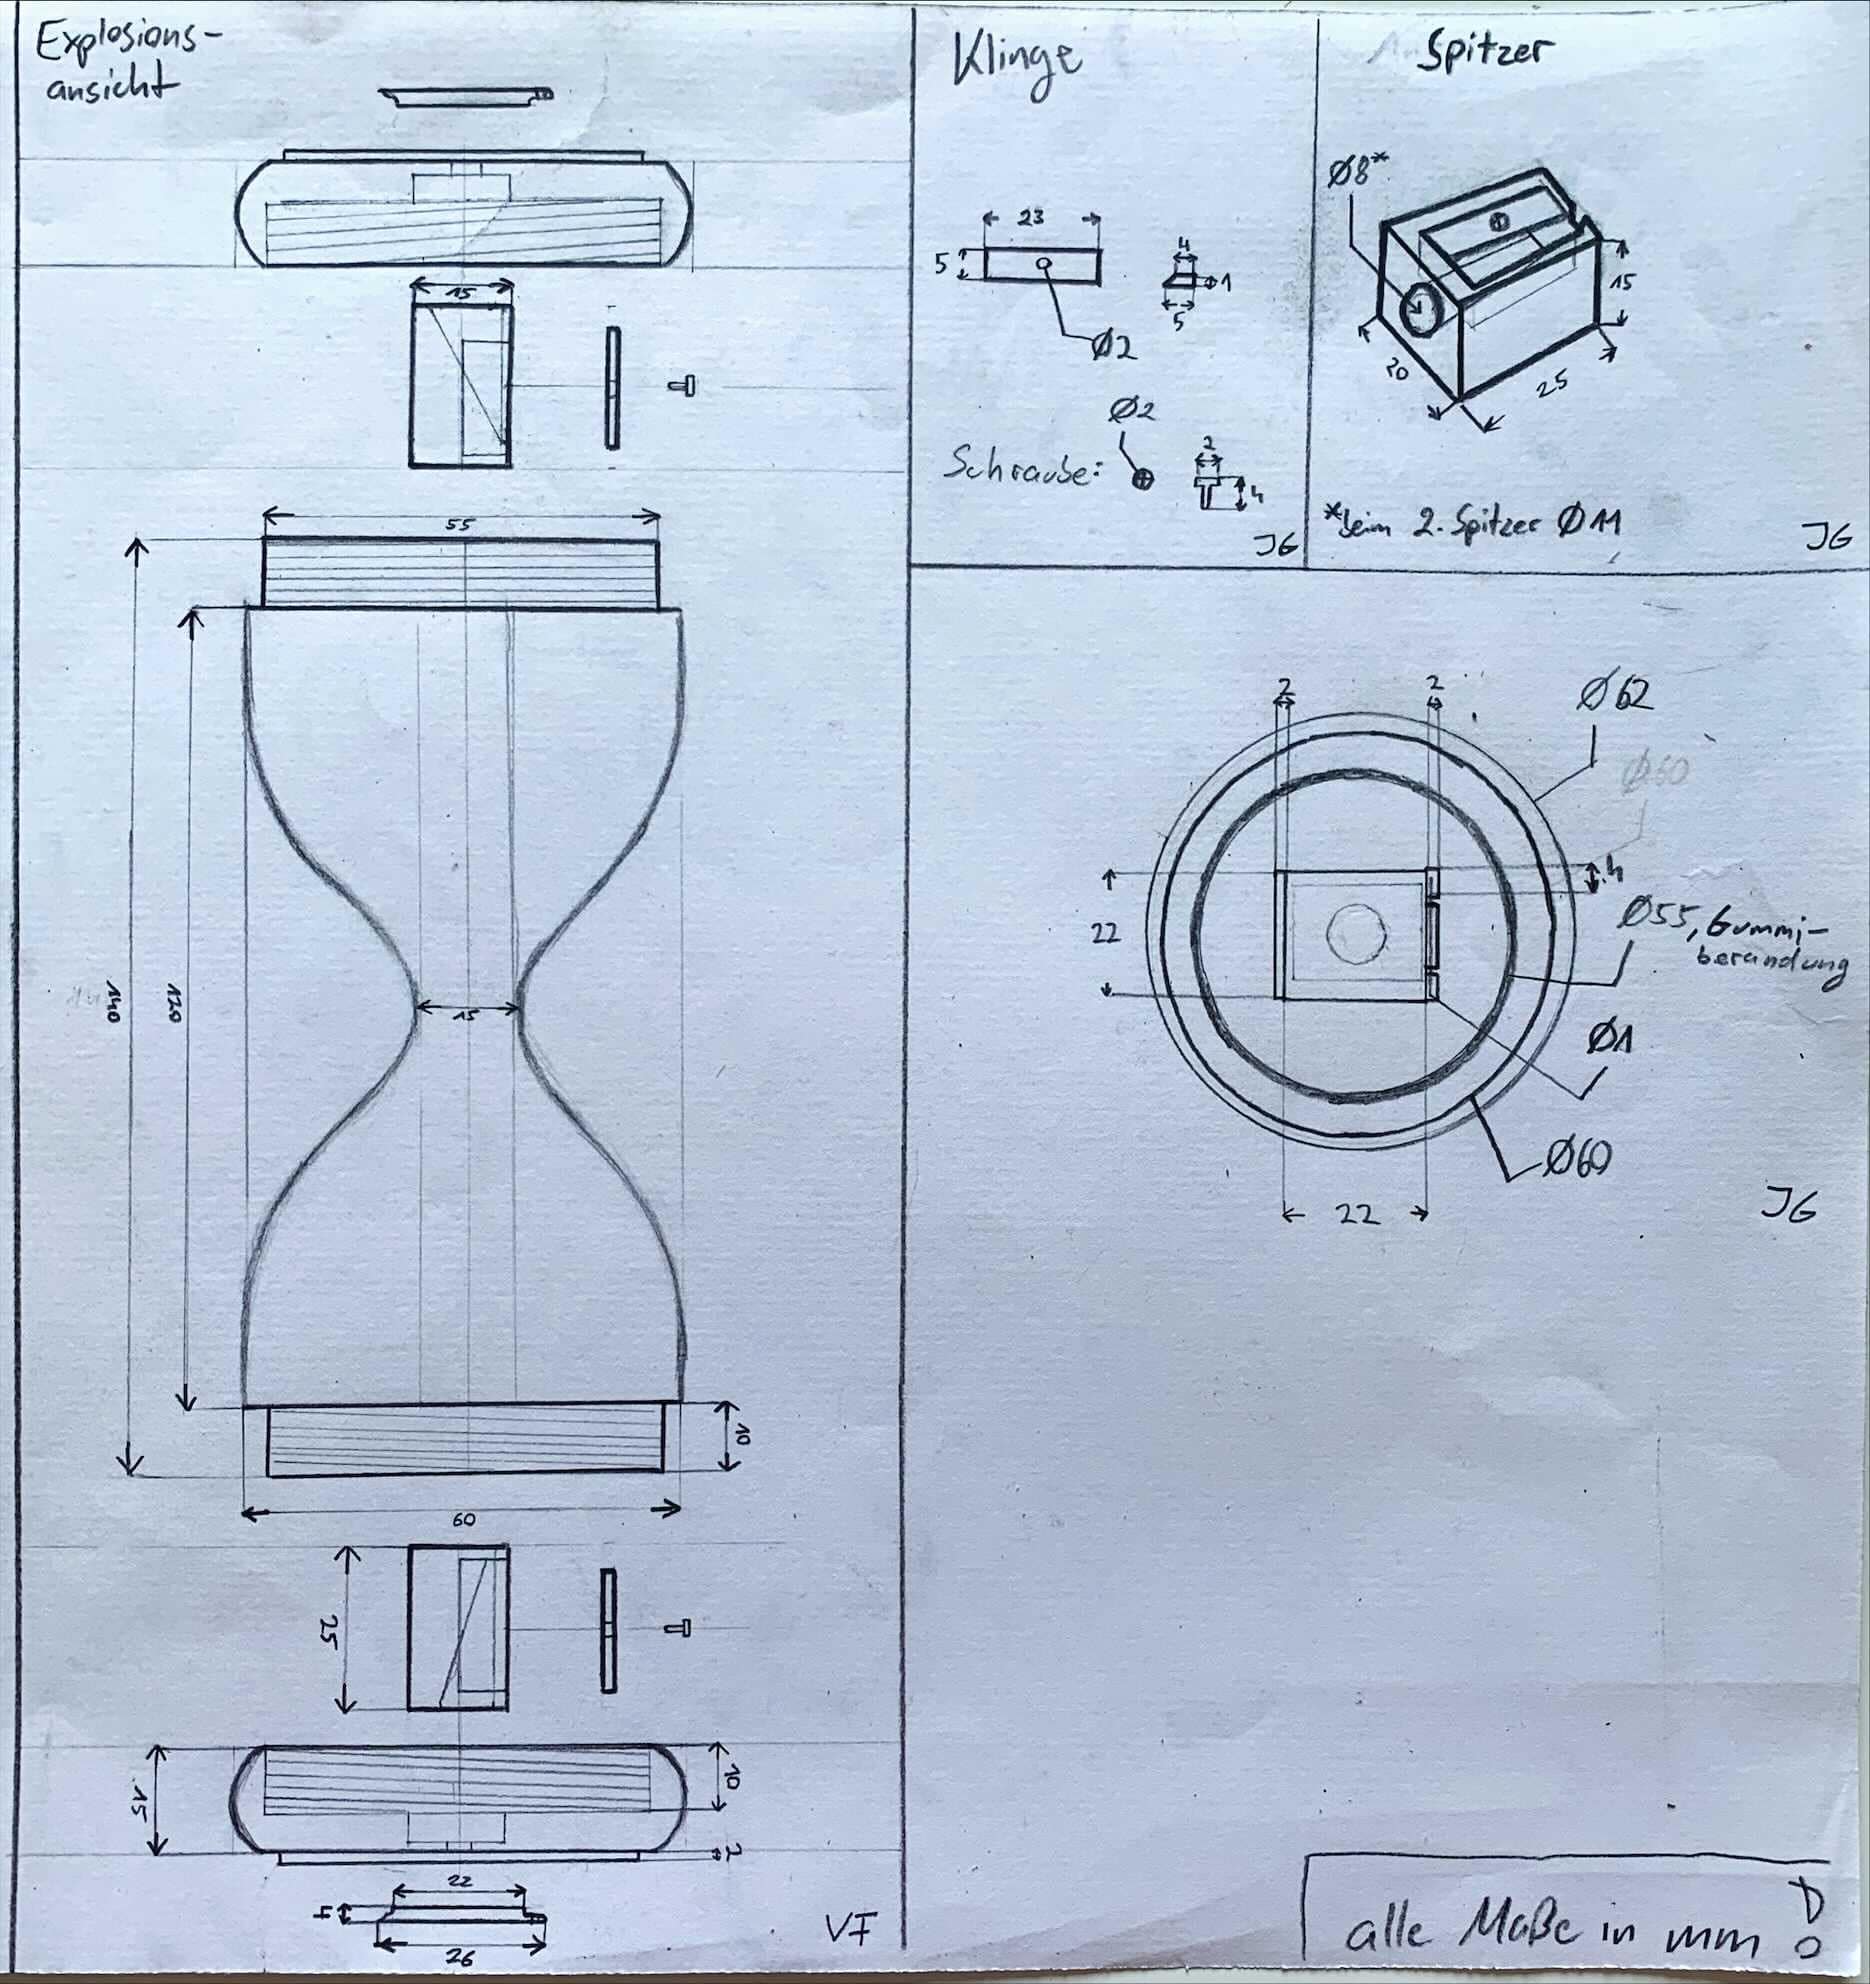 Explosions-
ansicht
15
55
140
120
15
10
60
25
15
10
2
22
4
26
VF
Klinge
23
5
4
1
5
Ø2
Schraube:
Ø2
2
4
JG
Spitzer
Ø8*
15
20
25
*beim 2. Spitzer Ø11
JG
2
2
Ø62
Ø60
4
22
Ø55, Gummi-
berandung
Ø1
Ø60
22
JG
alle Maße in mm !